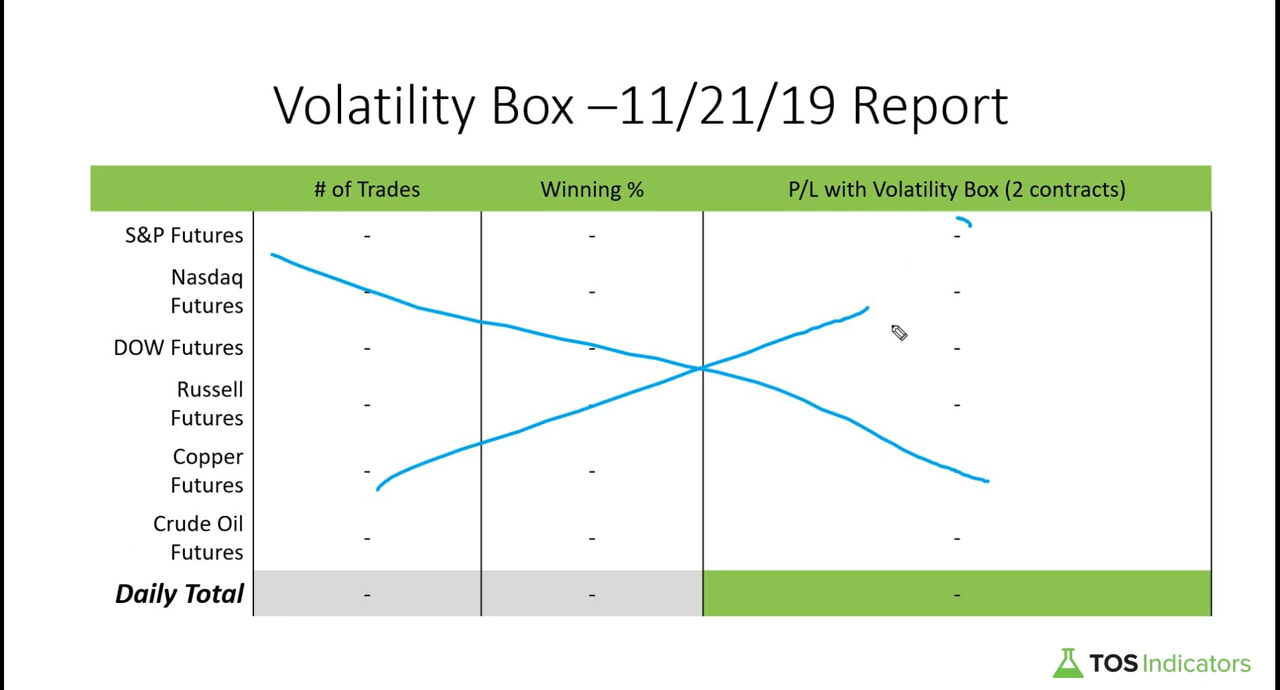 Volatility Box –11/21/19 Report
# of Trades Winning % P/L with Volatility Box (2 contracts)
S&P Futures - - -
Nasdaq
Futures - - -
DOW Futures - - -
Russell
Futures - - -
Copper
Futures - - -
Crude Oil
Futures - - -
Daily Total - - -
TOS Indicators